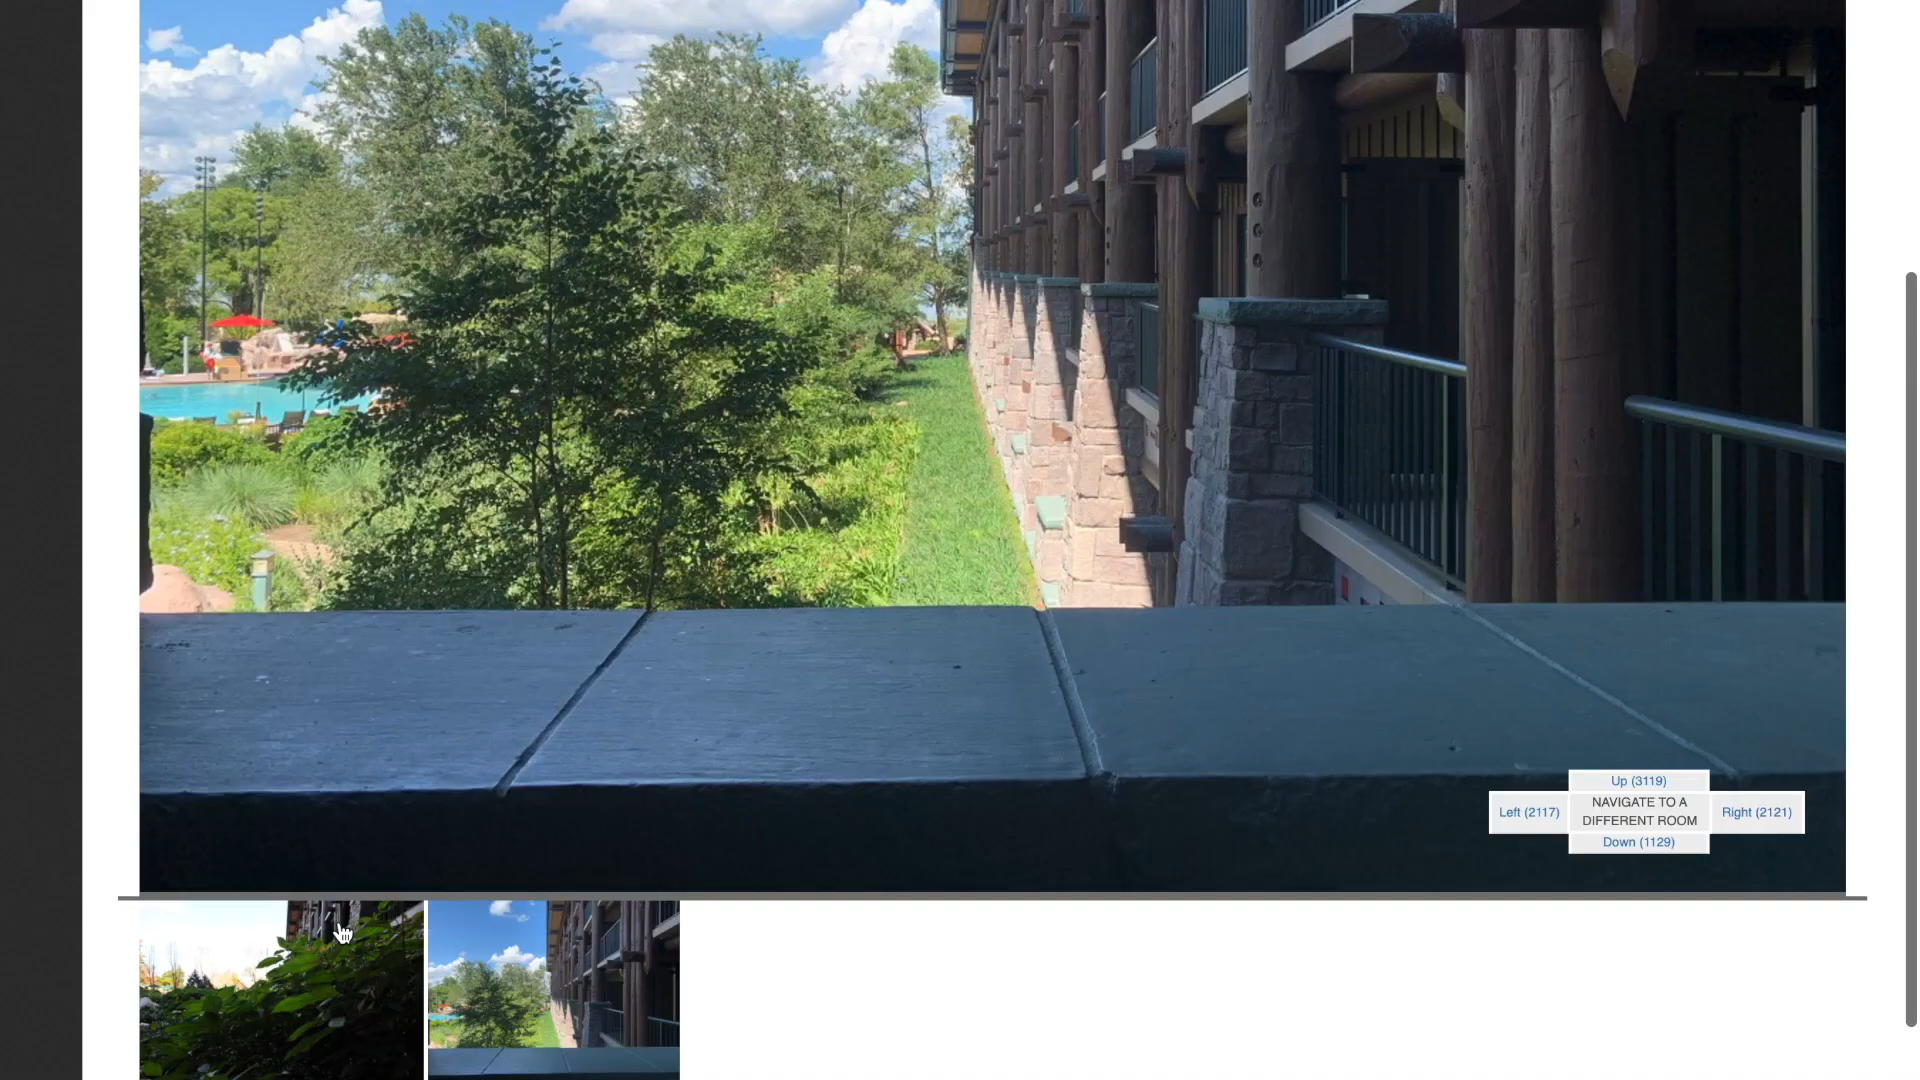 Up (3119)
Left (2117)
NAVIGATE TO A
DIFFERENT ROOM
Right (2121)
Down (1129)